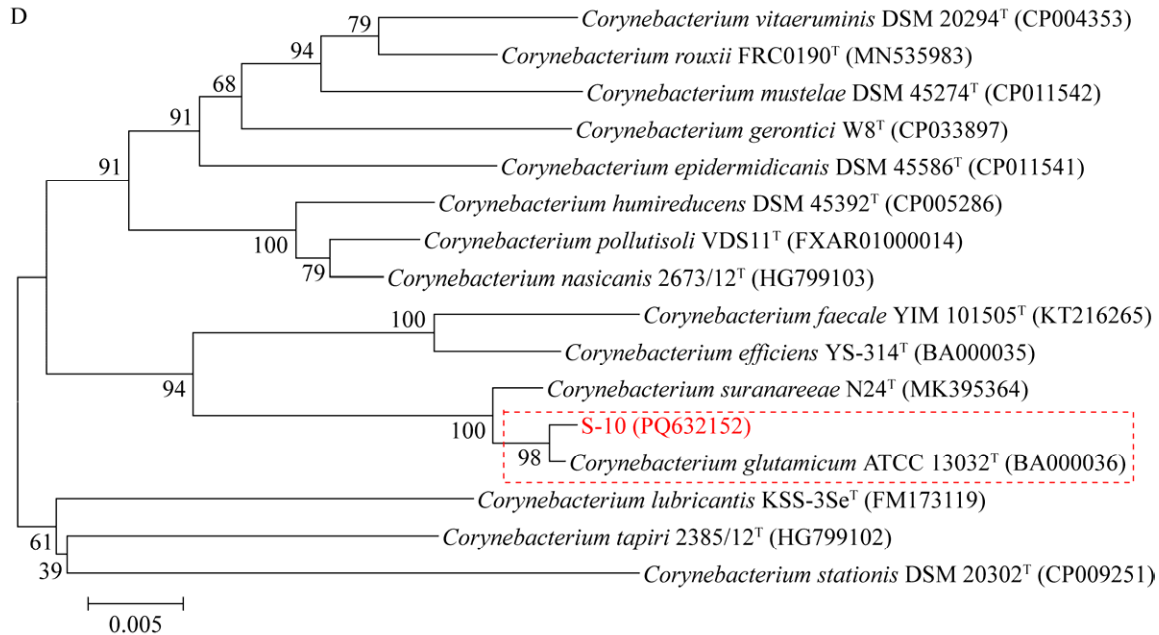 D
Corynebacterium vitaeruminis DSM 20294ᵀ (CP004353)
79
Corynebacterium rouxii FRC0190ᵀ (MN535983)
94
Corynebacterium mustelae DSM 45274ᵀ (CP011542)
68
Corynebacterium gerontici W8ᵀ (CP033897)
91
Corynebacterium epidermidicanis DSM 45586ᵀ (CP011541)
91
Corynebacterium humireducens DSM 45392ᵀ (CP005286)
100
Corynebacterium pollutisoli VDS11ᵀ (FXAR01000014)
79
Corynebacterium nasicanis 2673/12ᵀ (HG799103)
Corynebacterium faecale YIM 101505ᵀ (KT216265)
100
Corynebacterium efficiens YS-314ᵀ (BA000035)
94
Corynebacterium suranareeae N24ᵀ (MK395364)
100
S-10 (PQ632152)
98
Corynebacterium glutamicum ATCC 13032ᵀ (BA000036)
Corynebacterium lubricantis KSS-3Seᵀ (FM173119)
61
Corynebacterium tapiri 2385/12ᵀ (HG799102)
39
Corynebacterium stationis DSM 20302ᵀ (CP009251)
0.005